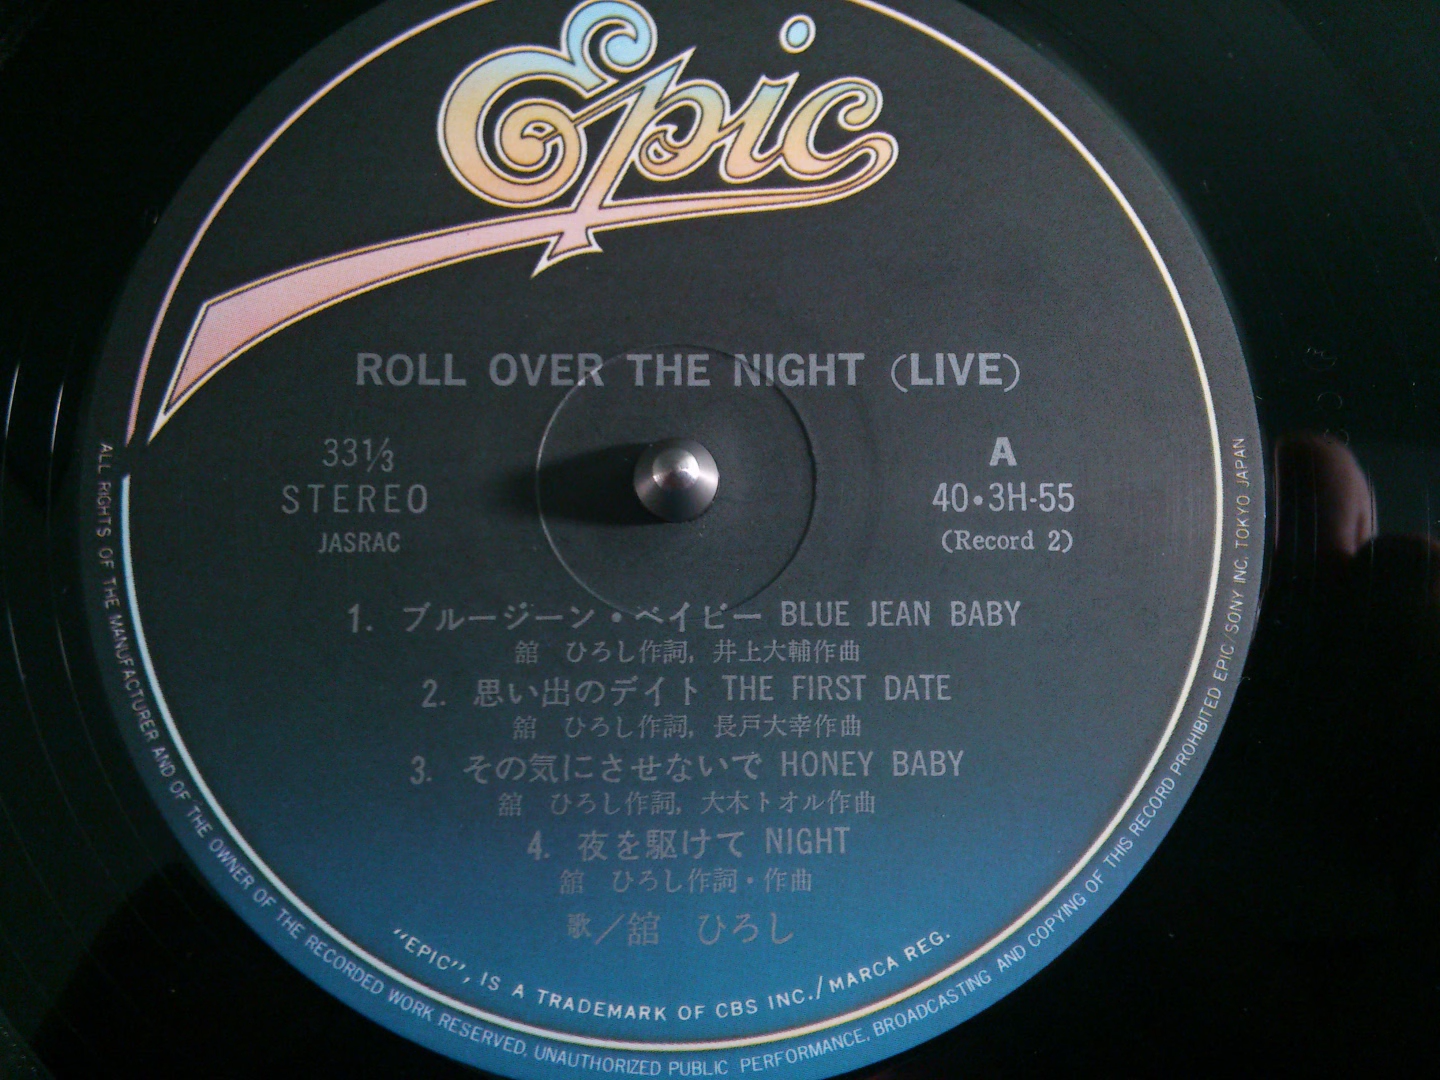 Epic
ROLL OVER THE NIGHT (LIVE)
33⅓
STEREO
JASRAC
A
40•3H-55
(Record 2)
1. ブルージーン・ベイビー BLUE JEAN BABY
舘 ひろし作詞, 井上大輔作曲
2. 思い出のデイト THE FIRST DATE
舘 ひろし作詞, 長戸大幸作曲
3. その気にさせないで HONEY BABY
舘 ひろし作詞, 大木トオル作曲
4. 夜を駆けて NIGHT
舘 ひろし作詞・作曲
歌／舘 ひろし
"EPIC", IS A TRADEMARK OF CBS INC./MARCA REG.
ALL RIGHTS OF THE MANUFACTURER AND OF THE OWNER OF THE RECORDED WORK RESERVED, UNAUTHORIZED PUBLIC PERFORMANCE, BROADCASTING AND COPYING OF THIS RECORD PROHIBITED EPIC/SONY INC. TOKYO JAPAN